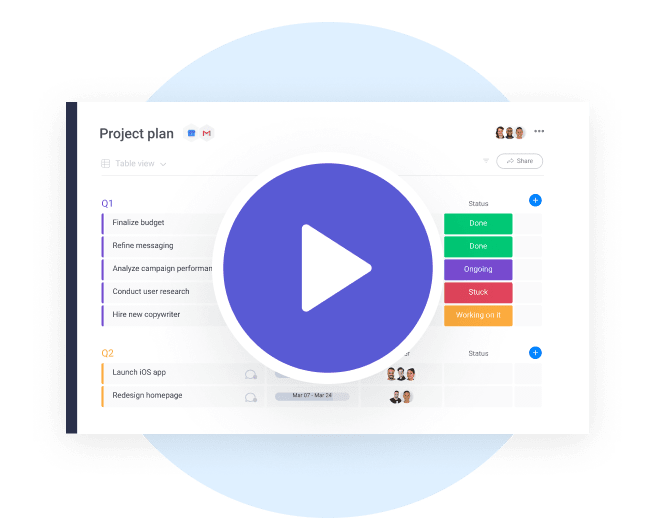 Project plan
Table view
Share
Q1 Status
Finalize budget Done
Refine messaging Done
Analyze campaign performan Ongoing
Conduct user research Stuck
Hire new copywriter Working on it
Q2 Status
Launch iOS app
Redesign homepage Mar 07 - Mar 24